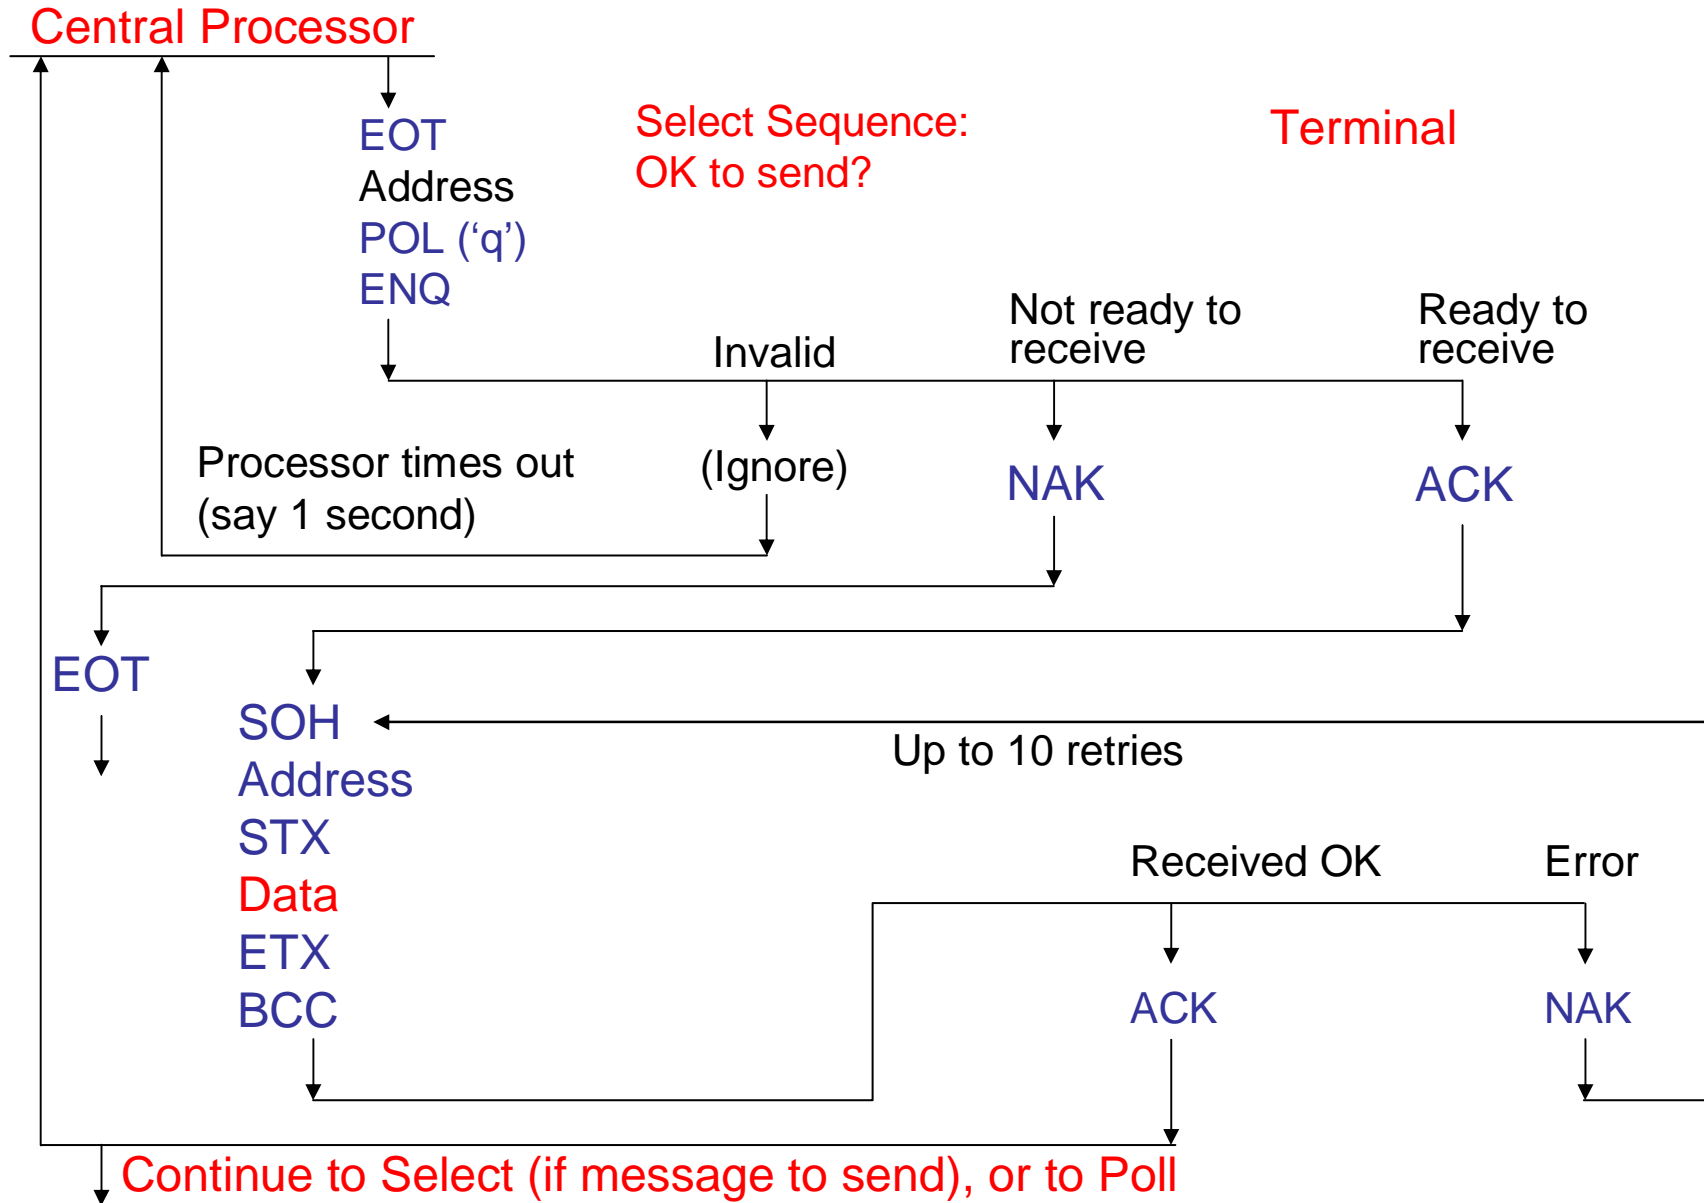 Central Processor
EOT
Address
POL (‘q’)
ENQ
Select Sequence:
OK to send?
Terminal
Invalid
Not ready to
receive
Ready to
receive
Processor times out
(say 1 second)
(Ignore)
NAK
ACK
EOT
SOH
Address
STX
Data
ETX
BCC
Up to 10 retries
Received OK
Error
ACK
NAK
Continue to Select (if message to send), or to Poll